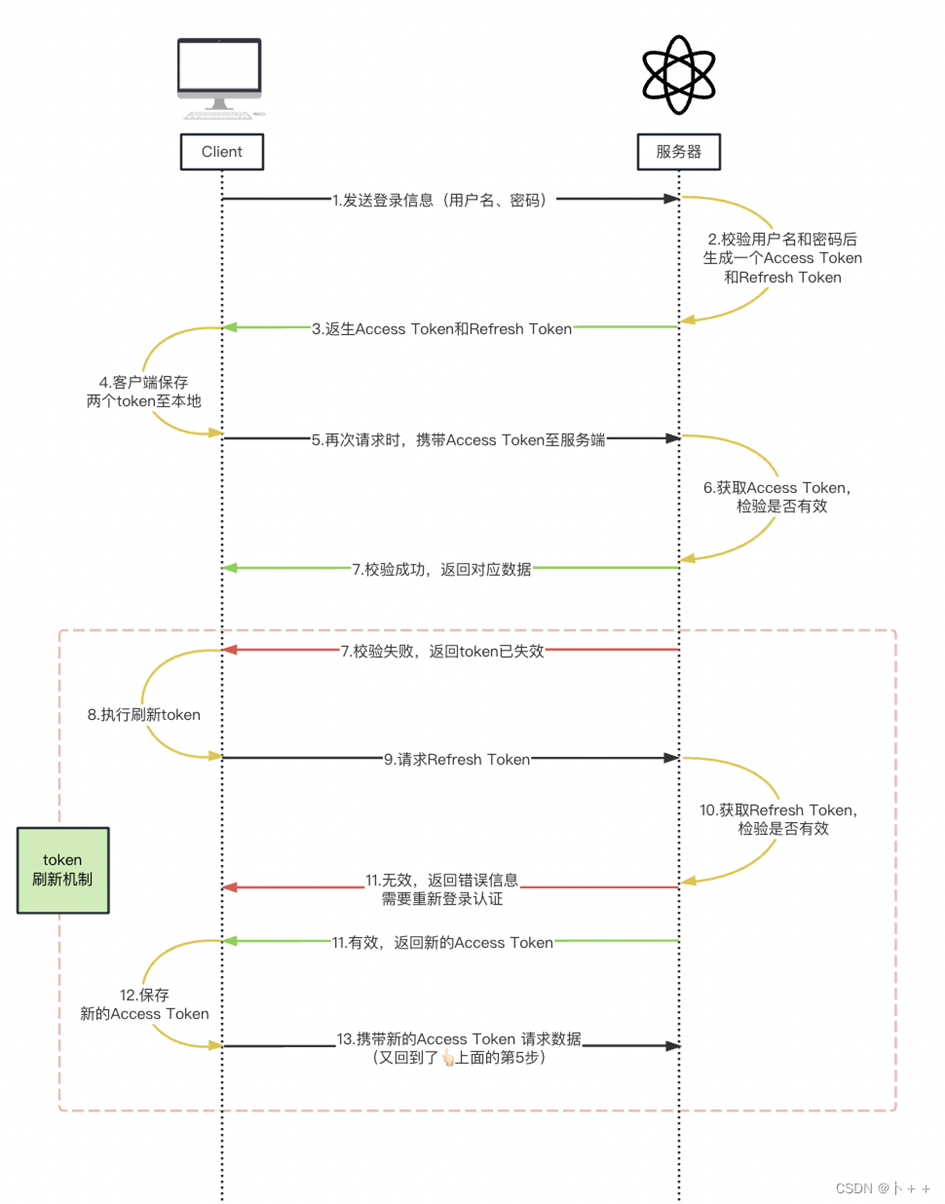 Client
服务器
1.发送登录信息（用户名、密码）
2.校验用户名和密码后
生成一个Access Token
和Refresh Token
3.返生Access Token和Refresh Token
4.客户端保存
两个token至本地
5.再次请求时，携带Access Token至服务端
6.获取Access Token，
检验是否有效
7.校验成功，返回对应数据
7.校验失败，返回token已失效
8.执行刷新token
9.请求Refresh Token
10.获取Refresh Token，
检验是否有效
token
刷新机制
11.无效，返回错误信息
需要重新登录认证
11.有效，返回新的Access Token
12.保存
新的Access Token
13.携带新的Access Token 请求数据
（又回到了👆🏻上面的第5步）
CSDN @卜＋＋